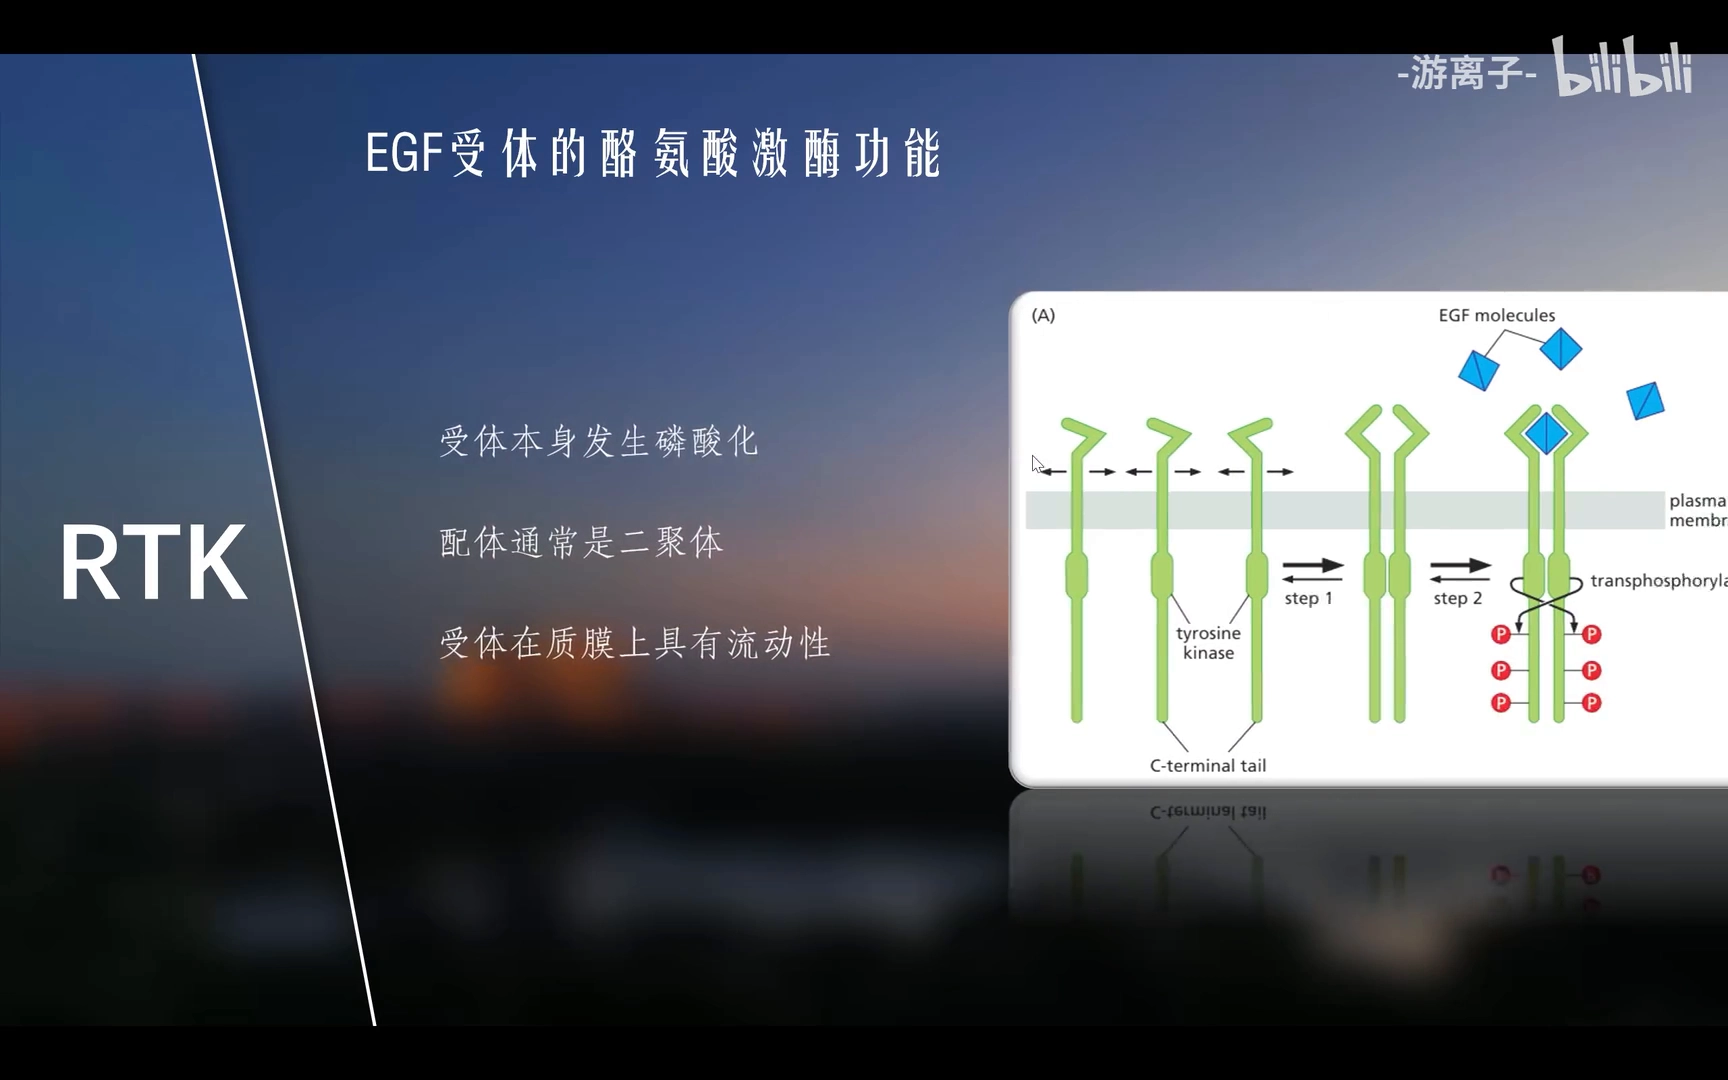 -游离子- bilibili
EGF受体的酪氨酸激酶功能
RTK
受体本身发生磷酸化
配体通常是二聚体
受体在质膜上具有流动性
(A)
EGF molecules
plasma
membr
step 1
step 2
transphosphoryla
tyrosine
kinase
P P
P P
P P
C-terminal tail